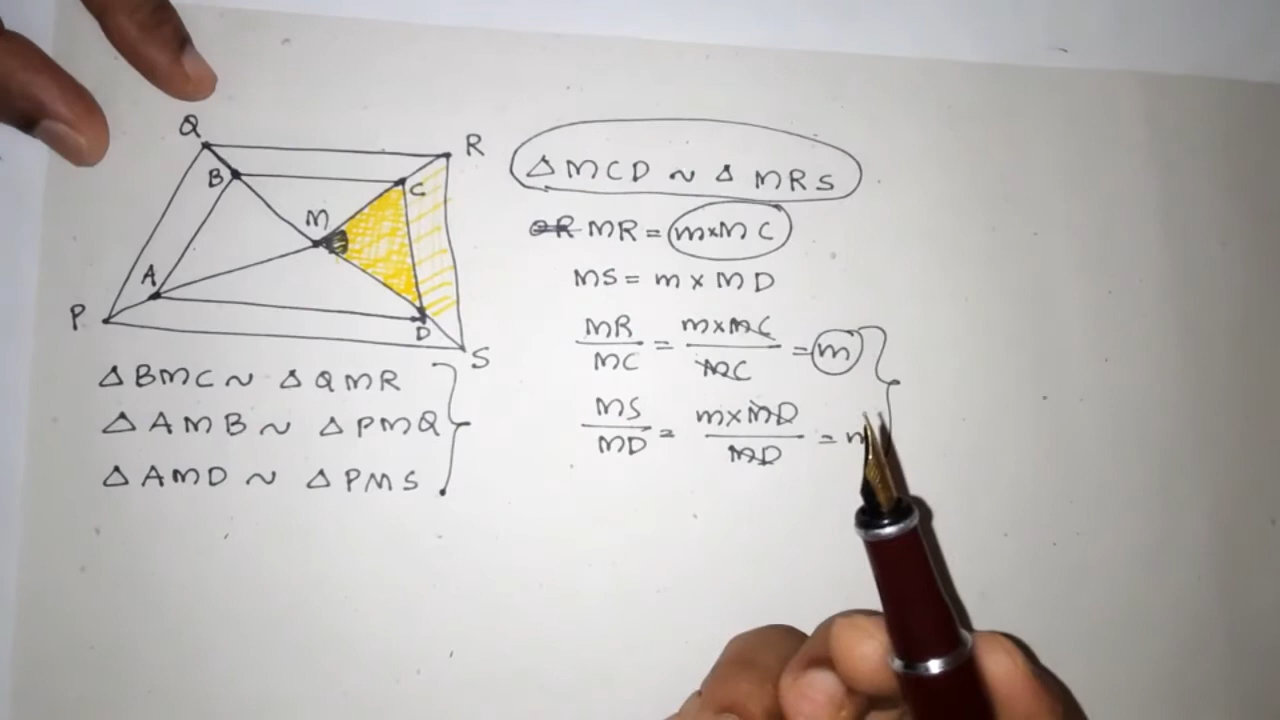 Q
R
B
C
M
A
P
D
S
△BMC ~ △QMR
△AMB ~ △PMQ
△AMD ~ △PMS
△MCD ~ △MRS
MR = m×MC
MS = m×MD
MR/MC = m×MC/MC = m
MS/MD = m×MD/MD = m